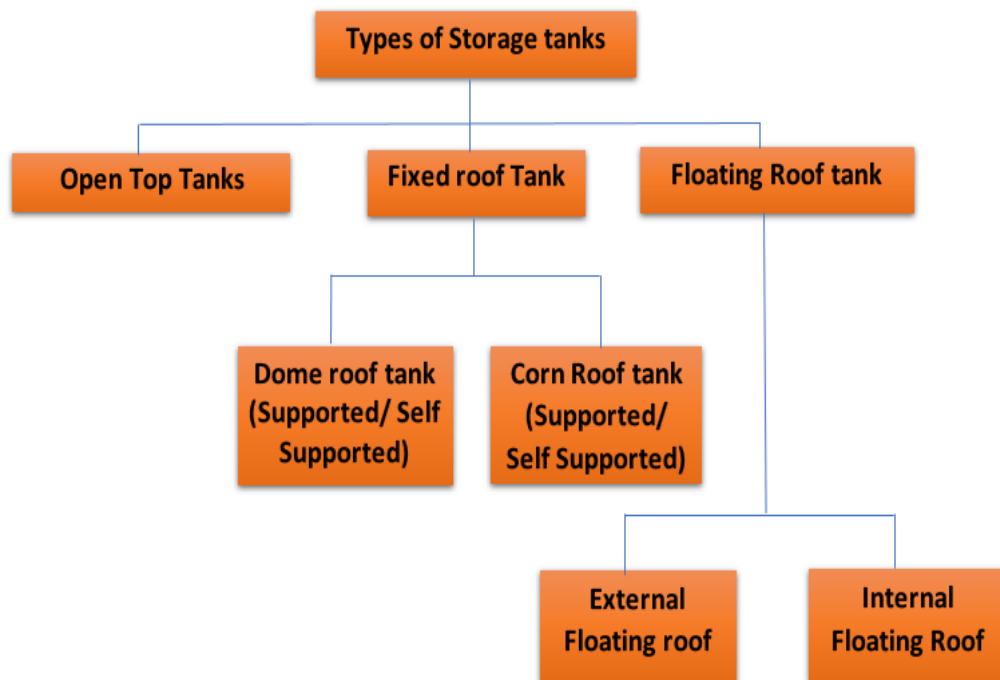 Types of Storage tanks
Open Top Tanks
Fixed roof Tank
Floating Roof tank
Dome roof tank
(Supported/ Self
Supported)
Corn Roof tank
(Supported/
Self Supported)
External
Floating roof
Internal
Floating Roof